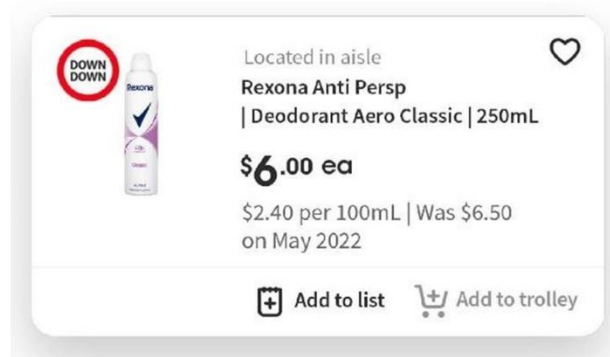 DOWN
DOWN
Rexona
Located in aisle
Rexona Anti Persp
| Deodorant Aero Classic | 250mL
$6.00 ea
$2.40 per 100mL | Was $6.50
on May 2022
Add to list
Add to trolley